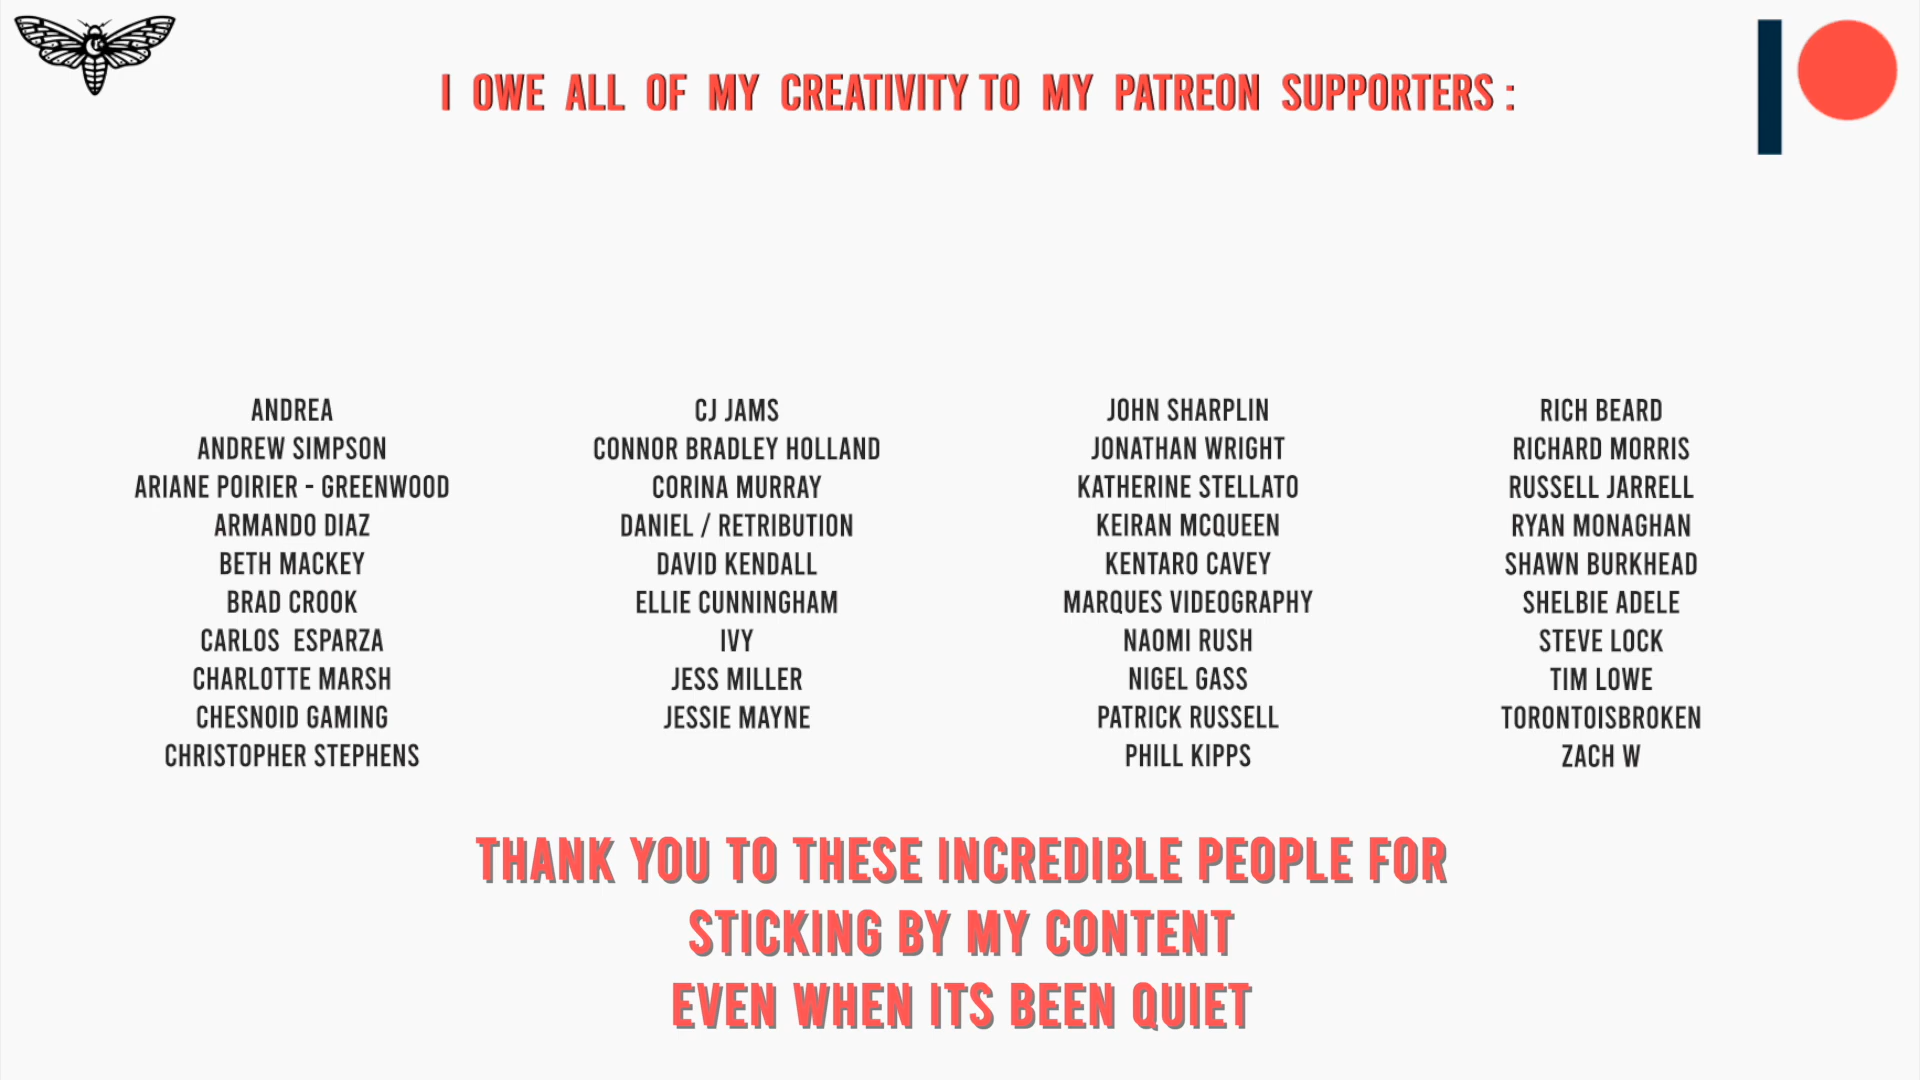 I OWE ALL OF MY CREATIVITY TO MY PATREON SUPPORTERS :
ANDREA
ANDREW SIMPSON
ARIANE POIRIER - GREENWOOD
ARMANDO DIAZ
BETH MACKEY
BRAD CROOK
CARLOS ESPARZA
CHARLOTTE MARSH
CHESNOID GAMING
CHRISTOPHER STEPHENS
CJ JAMS
CONNOR BRADLEY HOLLAND
CORINA MURRAY
DANIEL / RETRIBUTION
DAVID KENDALL
ELLIE CUNNINGHAM
IVY
JESS MILLER
JESSIE MAYNE
JOHN SHARPLIN
JONATHAN WRIGHT
KATHERINE STELLATO
KEIRAN MCQUEEN
KENTARO CAVEY
MARQUES VIDEOGRAPHY
NAOMI RUSH
NIGEL GASS
PATRICK RUSSELL
PHILL KIPPS
RICH BEARD
RICHARD MORRIS
RUSSELL JARRELL
RYAN MONAGHAN
SHAWN BURKHEAD
SHELBIE ADELE
STEVE LOCK
TIM LOWE
TORONTOISBROKEN
ZACH W
THANK YOU TO THESE INCREDIBLE PEOPLE FOR
STICKING BY MY CONTENT
EVEN WHEN ITS BEEN QUIET